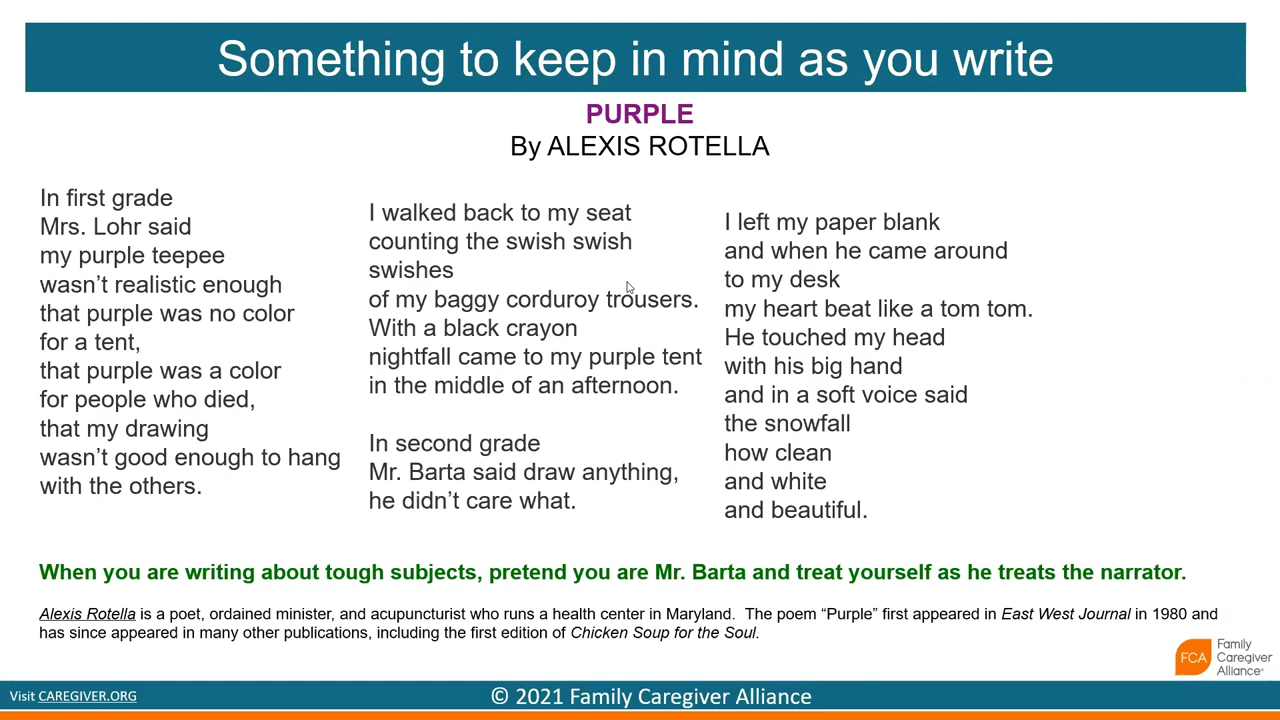 Something to keep in mind as you write
PURPLE
By ALEXIS ROTELLA
In first grade
Mrs. Lohr said
my purple teepee
wasn’t realistic enough
that purple was no color
for a tent,
that purple was a color
for people who died,
that my drawing
wasn’t good enough to hang
with the others.
I walked back to my seat
counting the swish swish
swishes
of my baggy corduroy trousers.
With a black crayon
nightfall came to my purple tent
in the middle of an afternoon.
In second grade
Mr. Barta said draw anything,
he didn’t care what.
I left my paper blank
and when he came around
to my desk
my heart beat like a tom tom.
He touched my head
with his big hand
and in a soft voice said
the snowfall
how clean
and white
and beautiful.
When you are writing about tough subjects, pretend you are Mr. Barta and treat yourself as he treats the narrator.
Alexis Rotella is a poet, ordained minister, and acupuncturist who runs a health center in Maryland. The poem “Purple” first appeared in East West Journal in 1980 and
has since appeared in many other publications, including the first edition of Chicken Soup for the Soul.
FCA
Family
Caregiver
Alliance®
Visit CAREGIVER.ORG
© 2021 Family Caregiver Alliance